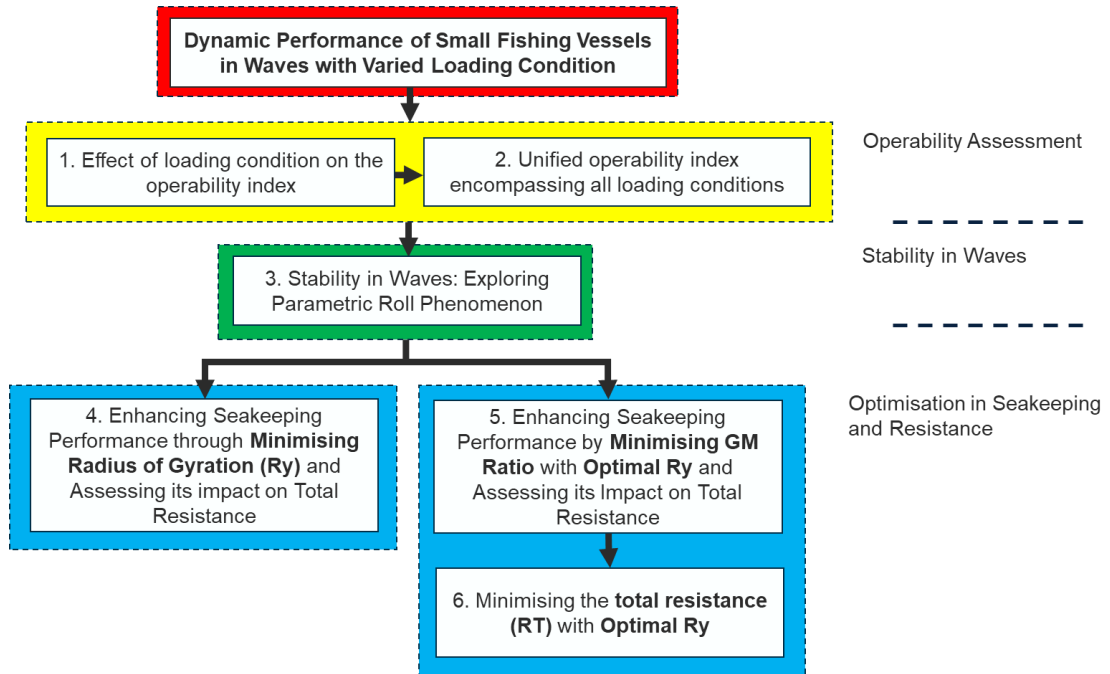 Dynamic Performance of Small Fishing Vessels
in Waves with Varied Loading Condition
1. Effect of loading condition on the
operability index
2. Unified operability index
encompassing all loading conditions
Operability Assessment
3. Stability in Waves: Exploring
Parametric Roll Phenomenon
Stability in Waves
4. Enhancing Seakeeping
Performance through Minimising
Radius of Gyration (Ry) and
Assessing its impact on Total
Resistance
5. Enhancing Seakeeping
Performance by Minimising GM
Ratio with Optimal Ry and
Assessing its Impact on Total
Resistance
Optimisation in Seakeeping
and Resistance
6. Minimising the total resistance
(RT) with Optimal Ry